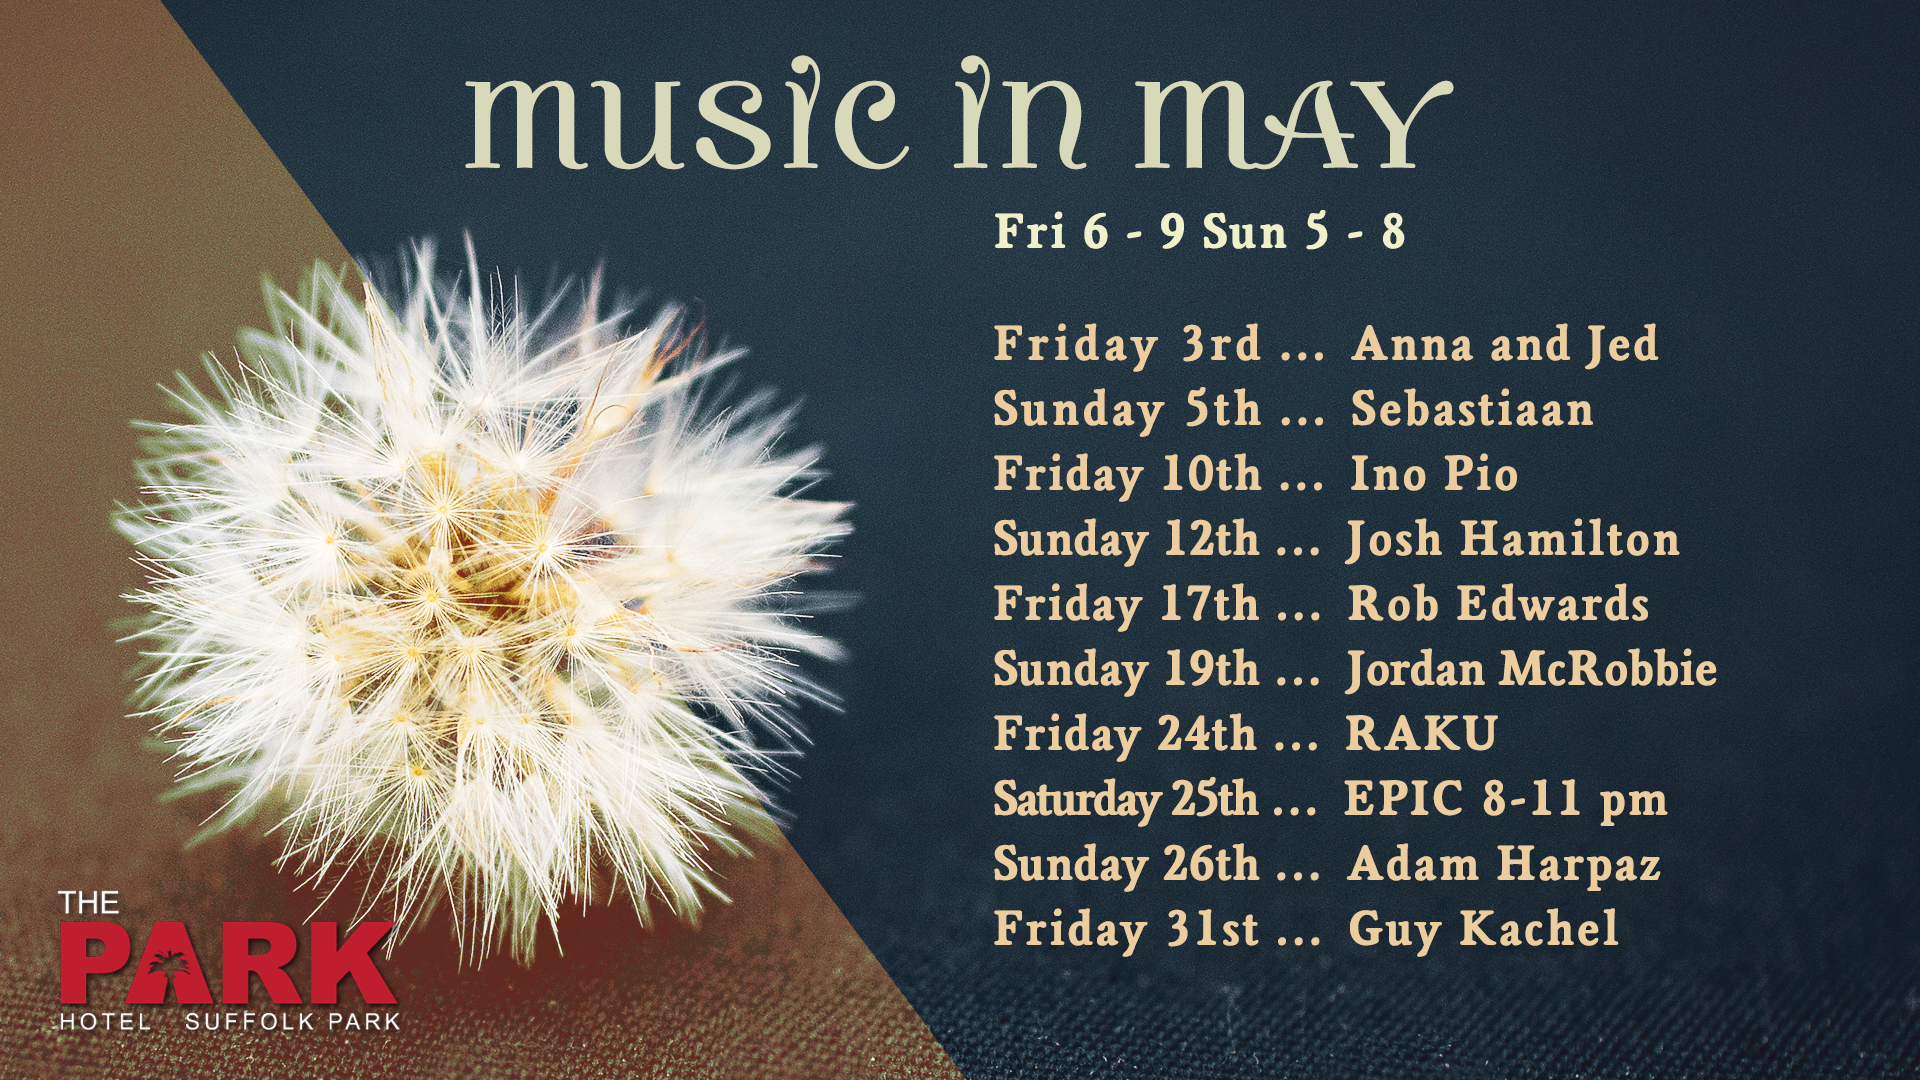 music in may
Fri 6 - 9 Sun 5 - 8
Friday 3rd ... Anna and Jed
Sunday 5th ... Sebastiaan
Friday 10th ... Ino Pio
Sunday 12th ... Josh Hamilton
Friday 17th ... Rob Edwards
Sunday 19th ... Jordan McRobbie
Friday 24th ... RAKU
Saturday 25th ... EPIC 8-11 pm
Sunday 26th ... Adam Harpaz
Friday 31st ... Guy Kachel
THE
PARK
HOTEL SUFFOLK PARK